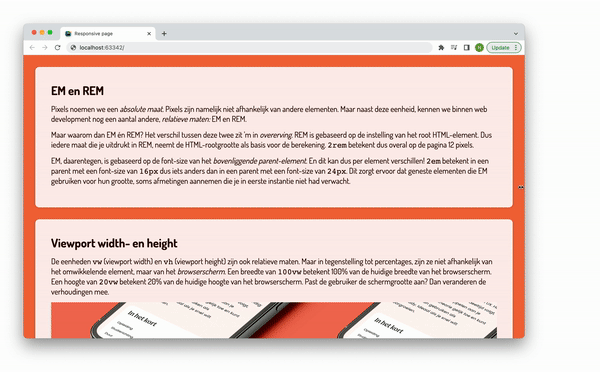 Responsive page
localhost:63342/
Update
EM en REM
Pixels noemen we een absolute maat. Pixels zijn namelijk niet afhankelijk van andere elementen. Maar naast deze eenheid, kennen we binnen web
development nog een aantal andere, relatieve maten: EM en REM.
Maar waarom dan EM én REM? Het verschil tussen deze twee zit 'm in overerving. REM is gebaseerd op de instelling van het root HTML-element. Dus
iedere maat die je uitdrukt in REM, neemt de HTML-rootgrootte als basis voor de berekening. 2rem betekent dus overal op de pagina 12 pixels.
EM, daarentegen, is gebaseerd op de font-size van het bovenliggende parent-element. En dit kan dus per element verschillen! 2em betekent in een
parent met een font-size van 16px dus iets anders dan in een parent met een font-size van 24px. Dit zorgt ervoor dat geneste elementen die EM
gebruiken voor hun grootte, soms afmetingen aannemen die je in eerste instantie niet had verwacht.
Viewport width- en height
De eenheden vw (viewport width) en vh (viewport height) zijn ook relatieve maten. Maar in tegenstelling tot percentages, zijn ze niet afhankelijk van
het omwikkelende element, maar van het browserscherm. Een breedte van 100vw betekent 100% van de huidige breedte van het browserscherm.
Een hoogte van 20vw betekent 20% van de huidige hoogte van het browserscherm. Past de gebruiker de schermgrootte aan? Dan veranderen de
verhoudingen mee.
In het kort
In het kort